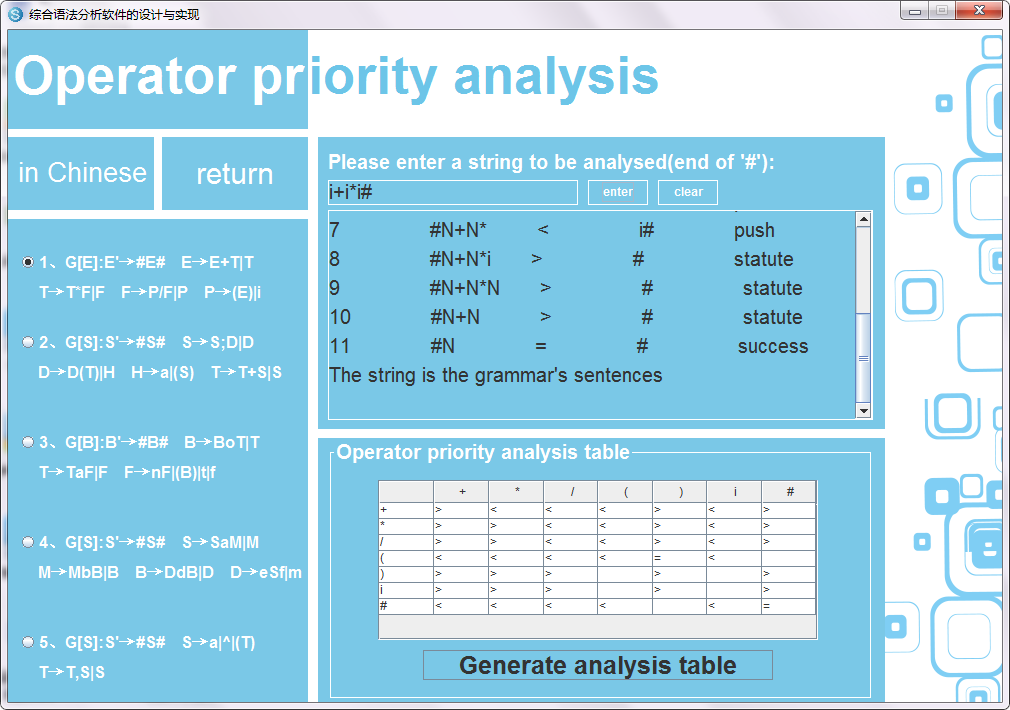 综合语法分析软件的设计与实现
Operator priority analysis
in Chinese return
1、G[E]:E'→#E# E→E+T|T
T→T*F|F F→P/F|P P→(E)|i
2、G[S]:S'→#S# S→S;D|D
D→D(T)|H H→a|(S) T→T+S|S
3、G[B]:B'→#B# B→BoT|T
T→TaF|F F→nF|(B)|t|f
4、G[S]:S'→#S# S→SaM|M
M→MbB|B B→DdB|D D→eSf|m
5、G[S]:S'→#S# S→a|^|(T)
T→T,S|S
Please enter a string to be analysed(end of '#'):
i+i*i# enter clear
7 #N+N* < i# push
8 #N+N*i > # statute
9 #N+N*N > # statute
10 #N+N > # statute
11 #N = # success
The string is the grammar's sentences
Operator priority analysis table
+ * / ( ) i #
+ > < < < > < >
* > > < < > < >
/ > > < < > < >
( < < < < = <
) > > > > >
i > > > > >
# < < < < < =
Generate analysis table